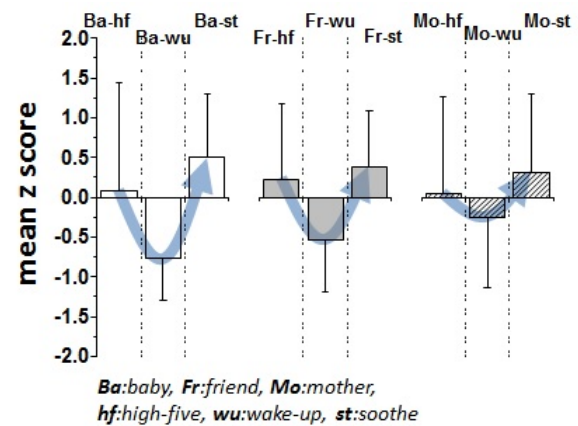 Ba-hf Ba-st Fr-wu Mo-hf Mo-st
Ba-wu Fr-hf Fr-st Mo-wu
2.0
1.5
1.0
0.5
0.0
-0.5
-1.0
-1.5
-2.0
mean z score
Ba:baby, Fr:friend, Mo:mother,
hf:high-five, wu:wake-up, st:soothe